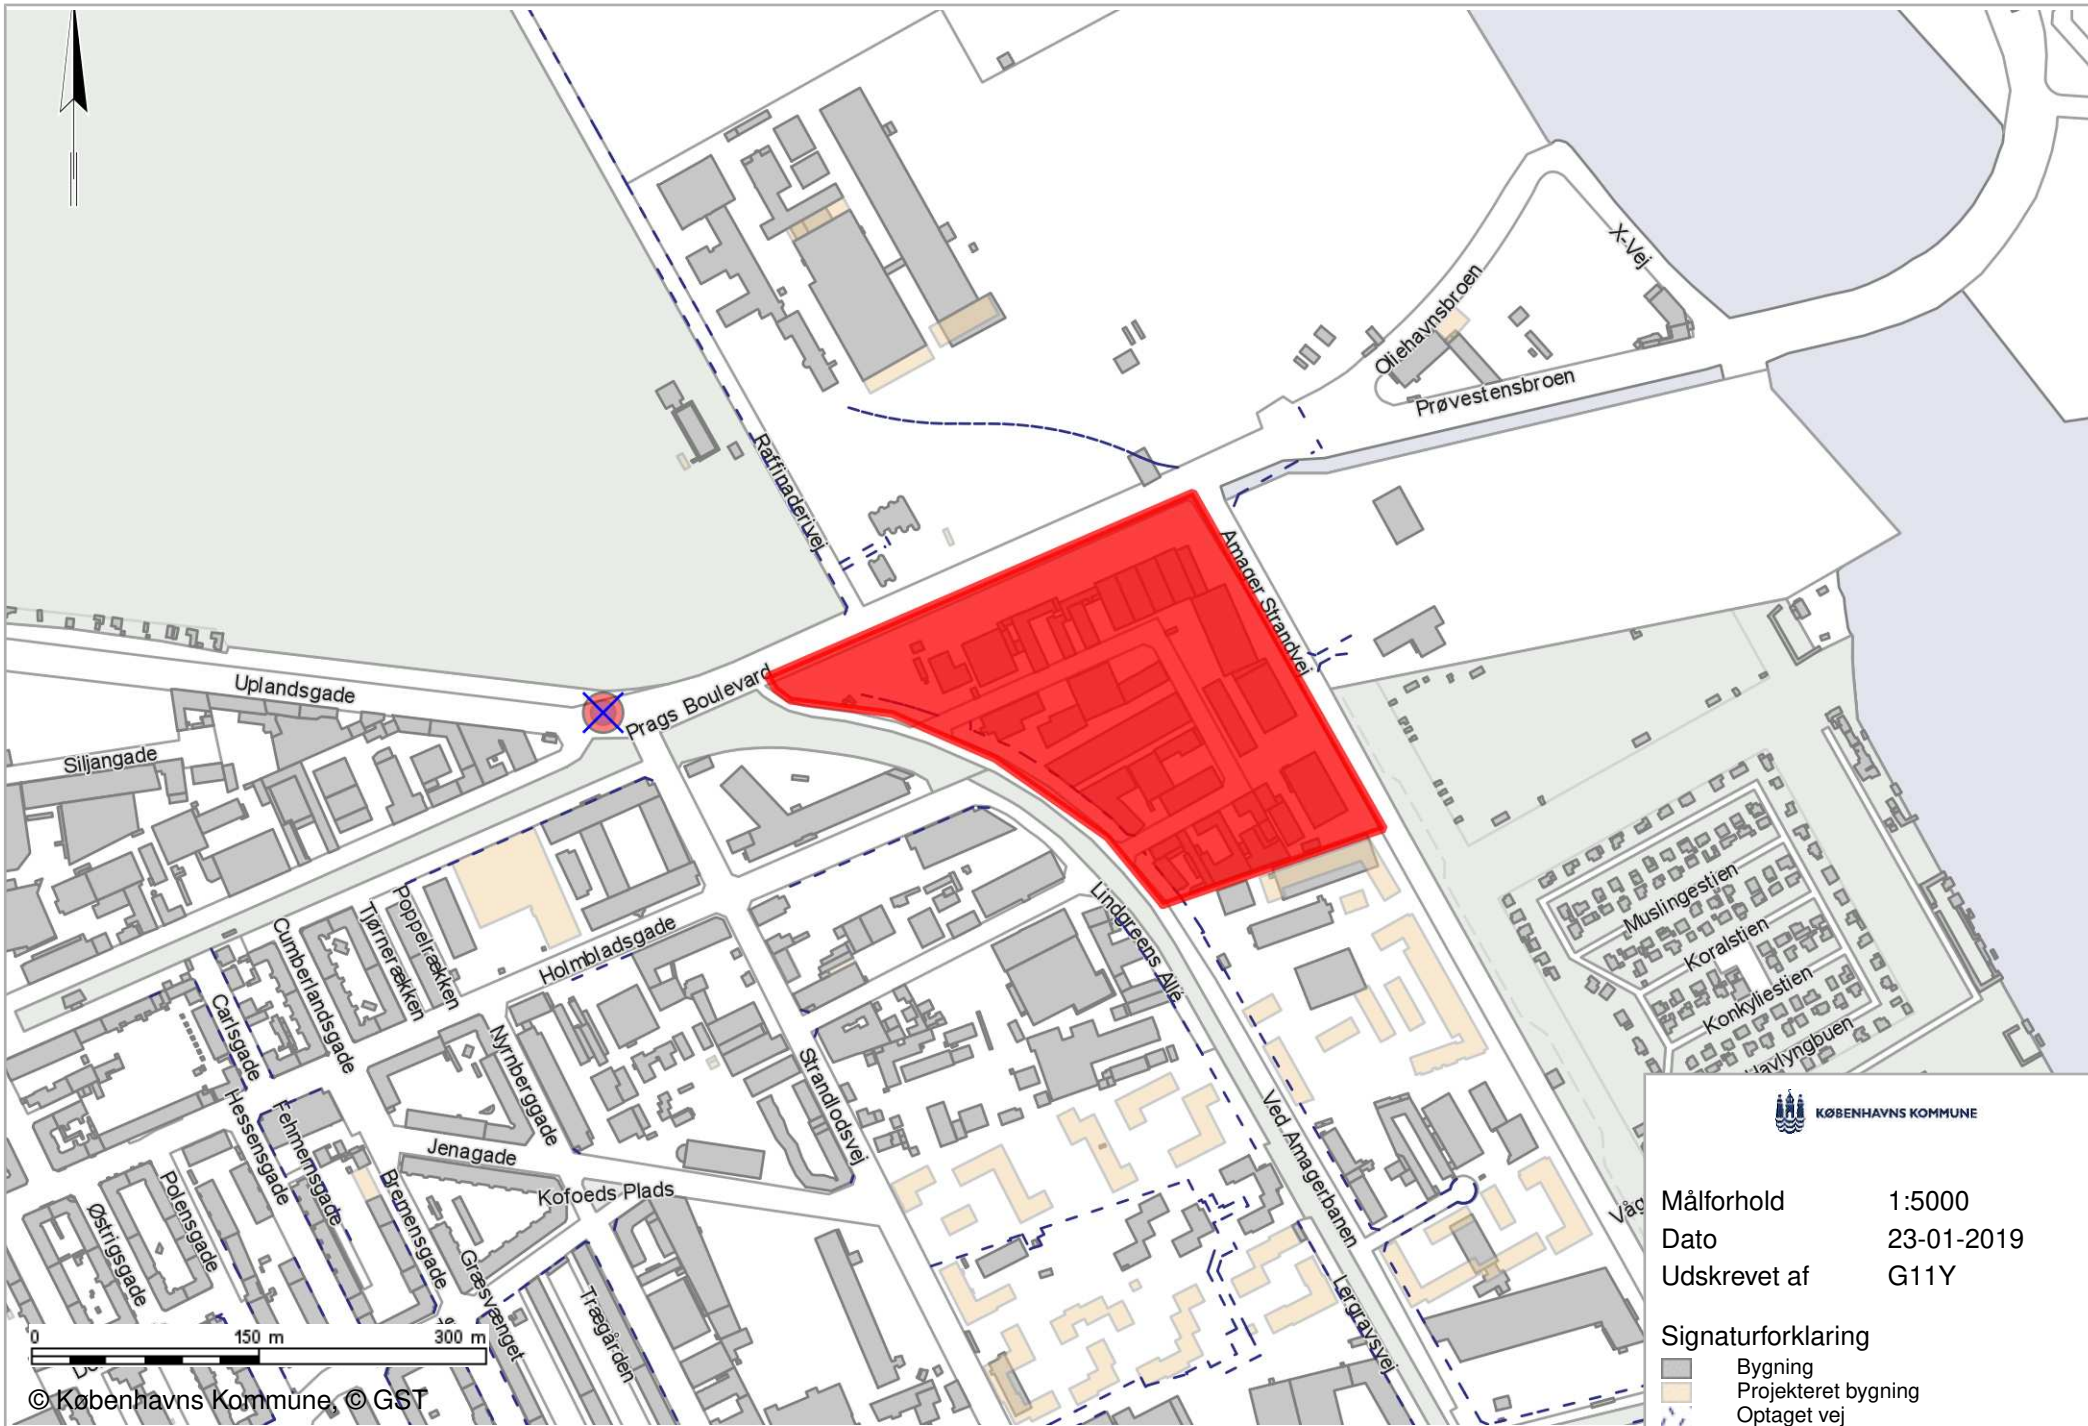 X-Vej
Oliehavnsbroen
Prøvestensbroen
Raffinaderivej
Amager Strandvej
Uplandsgade
Prags Boulevard
Siljangade
Muslingestien
Koralstien
Konkyliestien
Havlyngbuen
Lindgreens Allé
Holmbladsgade
Poppelrækken
Tjørnerækken
Cumberlandsgade
Carlsgade
Nyrnberggade
Strandlodsvej
Hessensgade
Fehmernsgade
Jenagade
Kofoeds Plads
Bremensgade
Polensgade
Østrigsgade
Græsvænget
Trægården
Ved Amagerbanen
Lergravsvej
Våg
0 150 m 300 m
© Københavns Kommune, © GST
KØBENHAVNS KOMMUNE
Målforhold 1:5000
Dato 23-01-2019
Udskrevet af G11Y
Signaturforklaring
Bygning
Projekteret bygning
Optaget vej